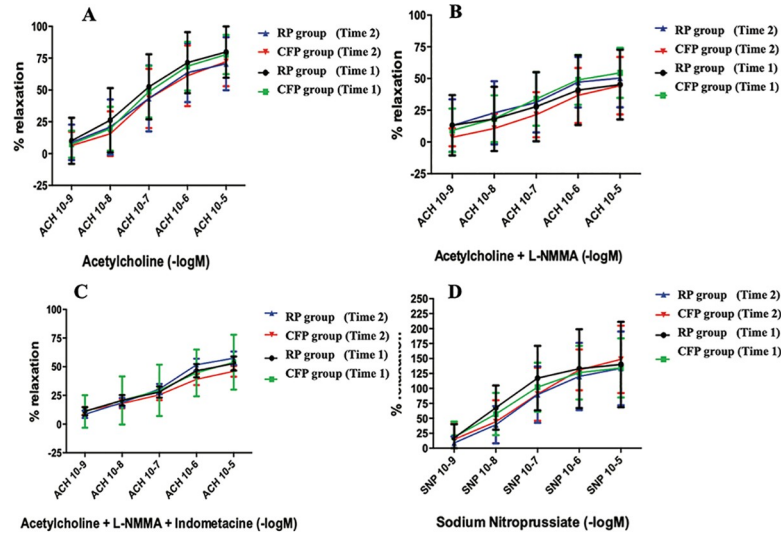 A
100
75
50
25
0
25
% relaxation
ACH 10-9
ACH 10-8
ACH 10-7
ACH 10-6
ACH 10-5
Acetylcholine (-logM)
RP group (Time 2)
CFP group (Time 2)
RP group (Time 1)
CFP group (Time 1)
B
100
75
50
25
0
25
% relaxation
ACH 10-9
ACH 10-8
ACH 10-7
ACH 10-6
ACH 10-5
Acetylcholine + L-NMMA (-logM)
RP group (Time 2)
CFP group (Time 2)
RP group (Time 1)
CFP group (Time 1)
C
100
75
50
25
0
25
% relaxation
ACH 10-9
ACH 10-8
ACH 10-7
ACH 10-6
ACH 10-5
Acetylcholine + L-NMMA + Indometacine (-logM)
RP group (Time 2)
CFP group (Time 2)
RP group (Time 1)
CFP group (Time 1)
D
250
225
200
175
150
125
100
75
50
25
0
% relaxation
SNP 10-9
SNP 10-8
SNP 10-7
SNP 10-6
SNP 10-5
Sodium Nitroprussiate (-logM)
RP group (Time 2)
CFP group (Time 2)
RP group (Time 1)
CFP group (Time 1)